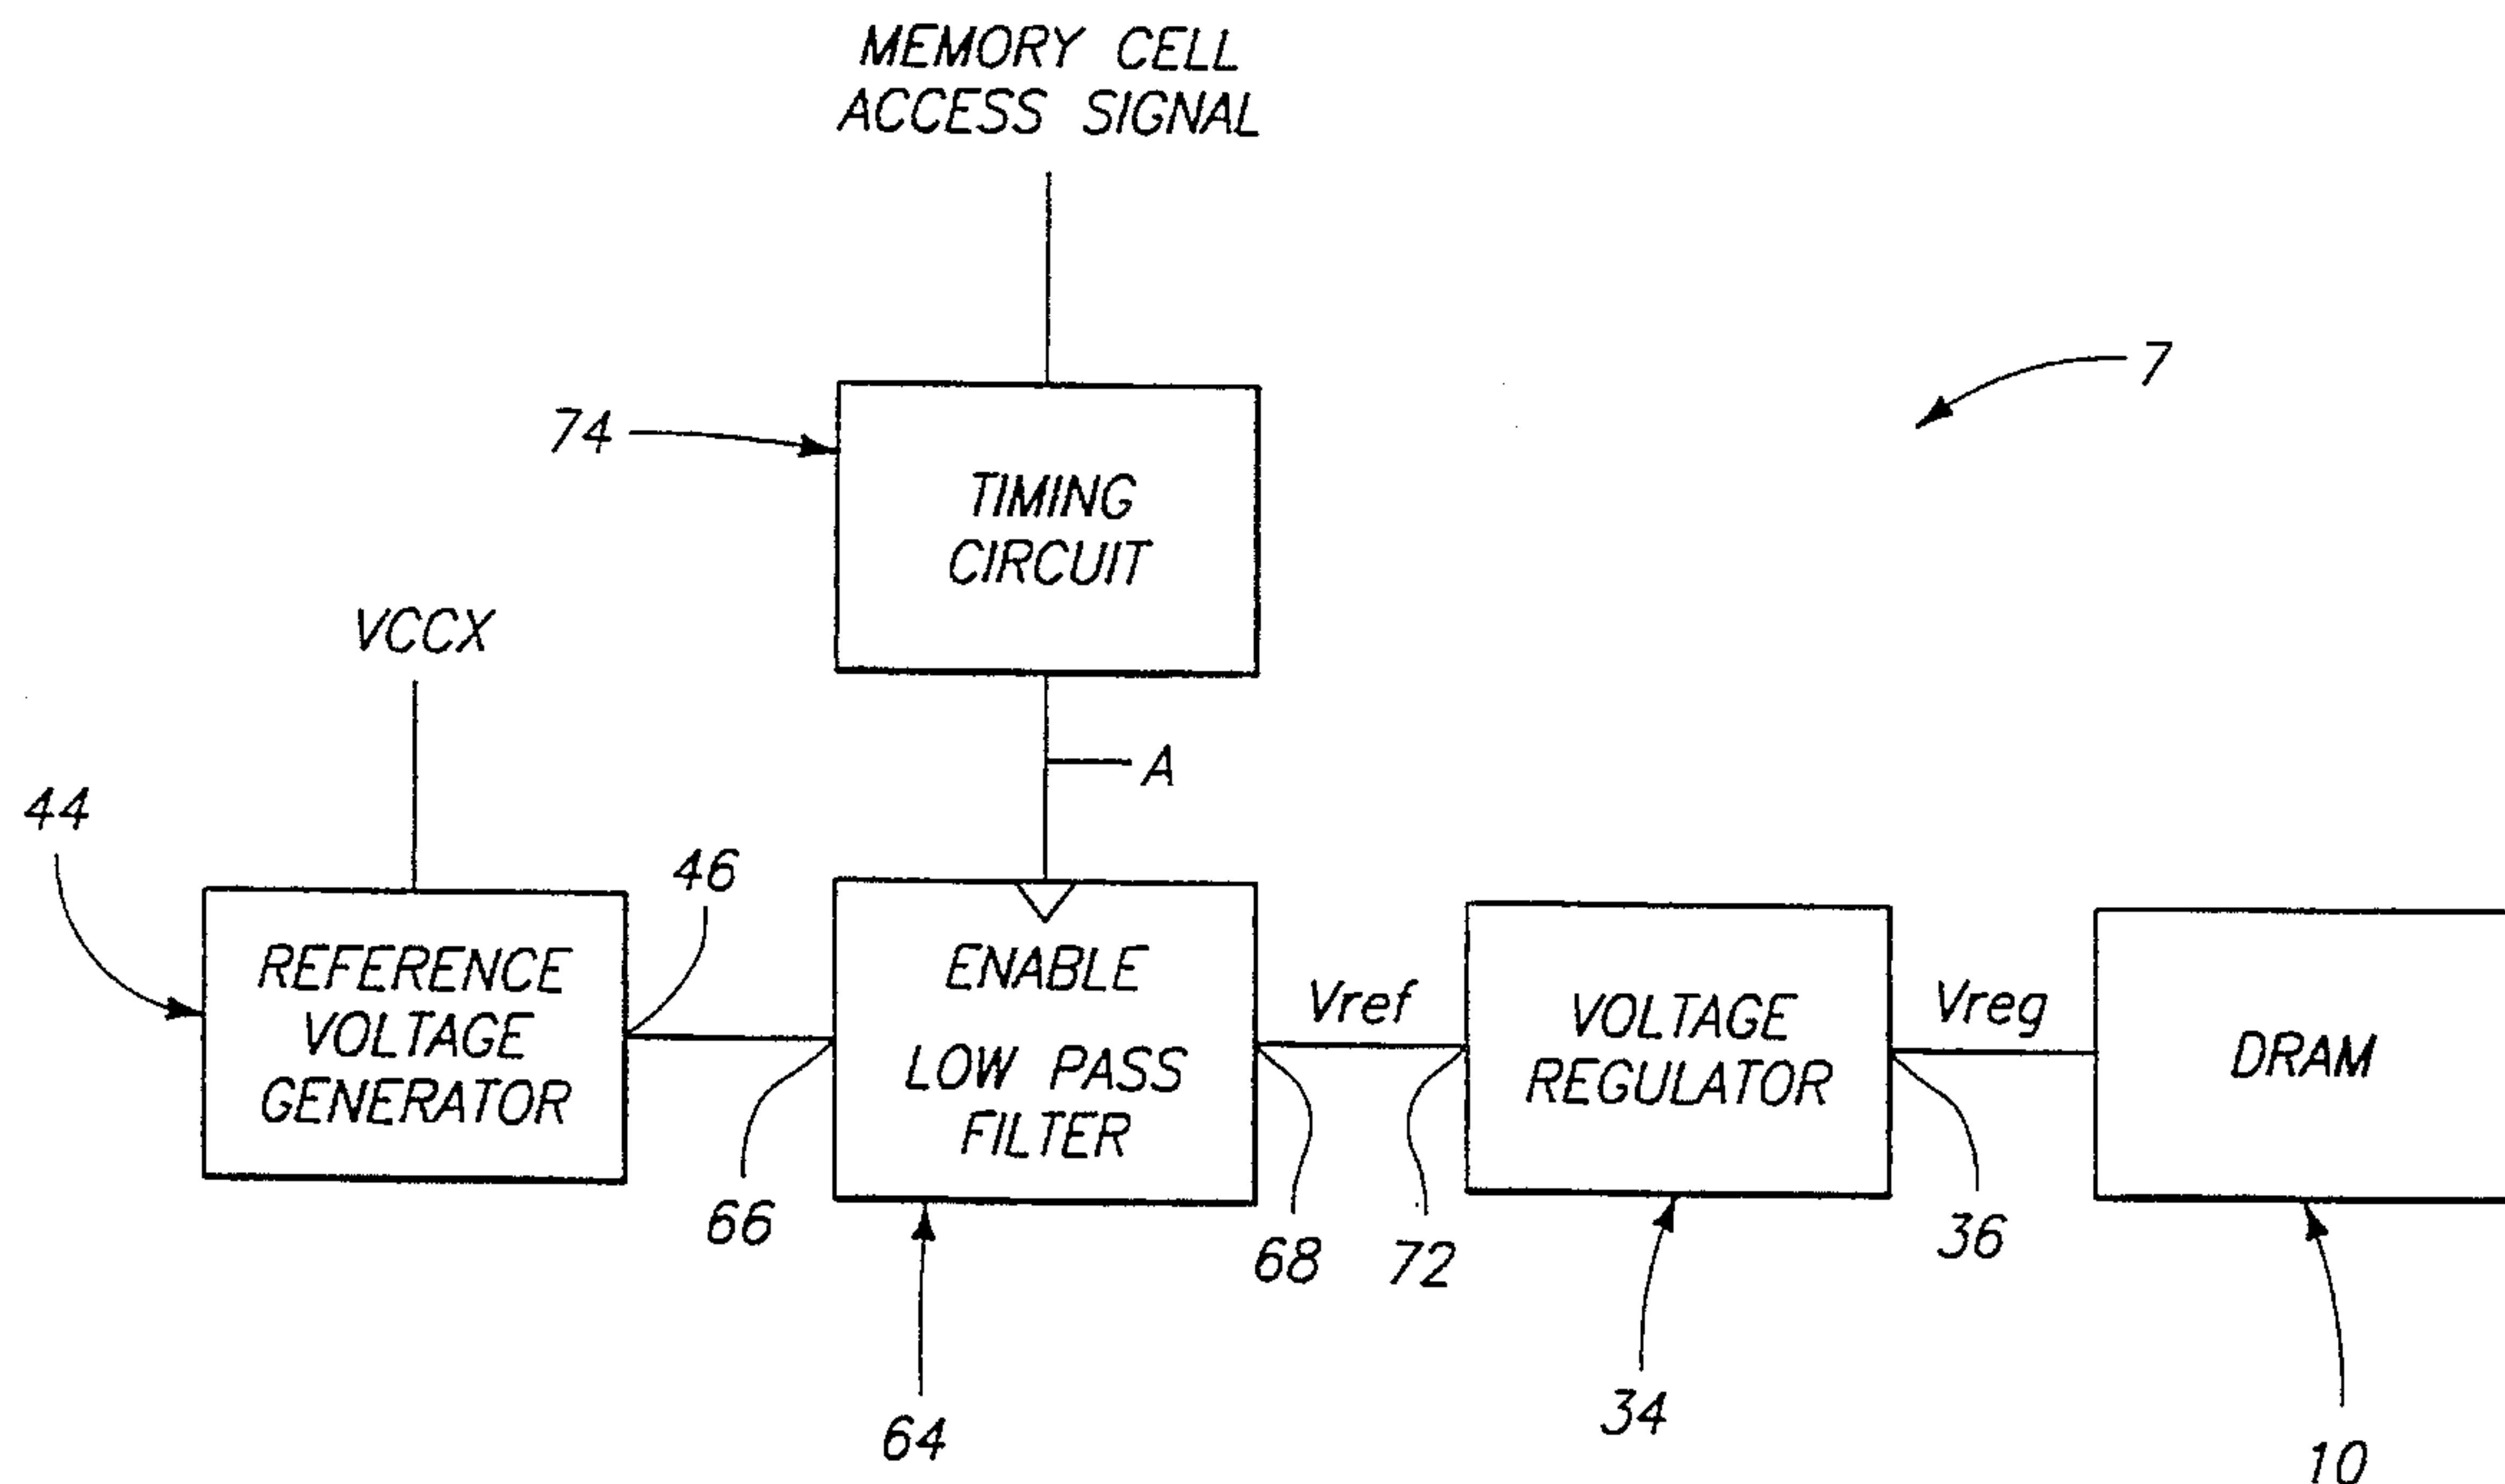 MEMORY CELL
ACCESS SIGNAL
7
74
TIMING
CIRCUIT
VCCX
A
44
46
REFERENCE
VOLTAGE
GENERATOR
ENABLE
LOW PASS
FILTER
Vref
VOLTAGE
REGULATOR
Vreg
DRAM
66
68
72
36
64
34
10